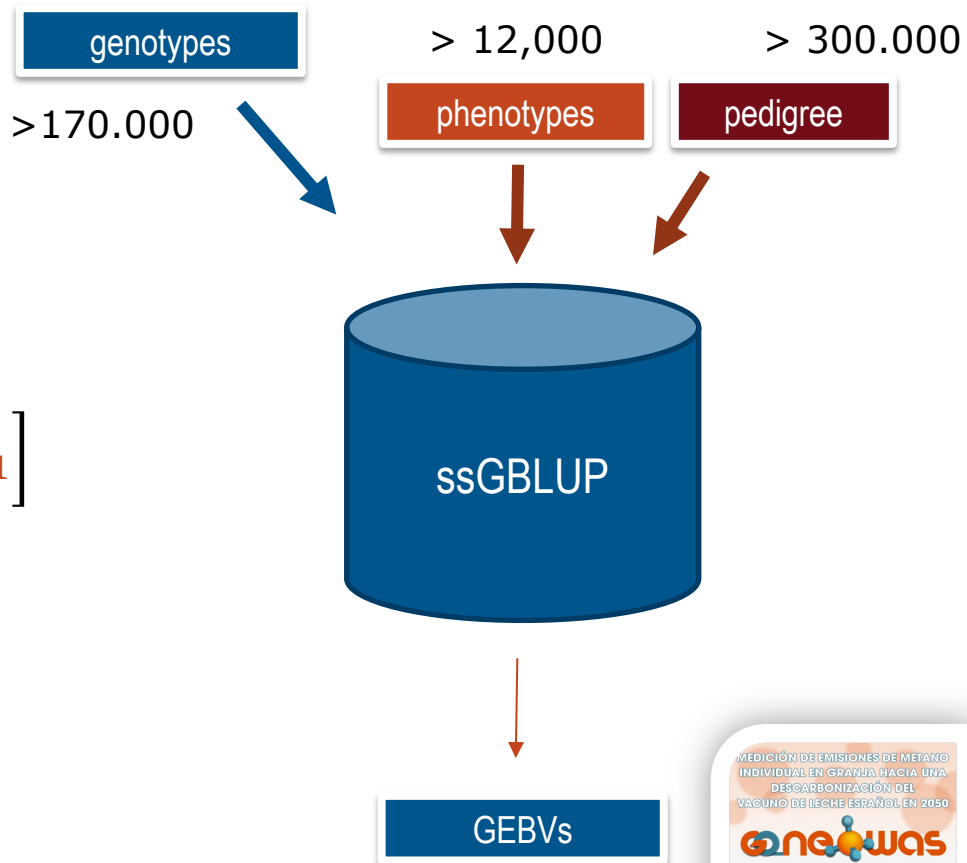 genotypes
> 12,000
> 300.000
>170.000
phenotypes
pedigree
1]
ssGBLUP
GEBVs
MEDICIÓN DE EMISIONES DE METANO
INDIVIDUAL EN GRANJA HACIA UNA
DESCARBONIZACIÓN DEL
VACUNO DE LECHE ESPAÑOL EN 2050